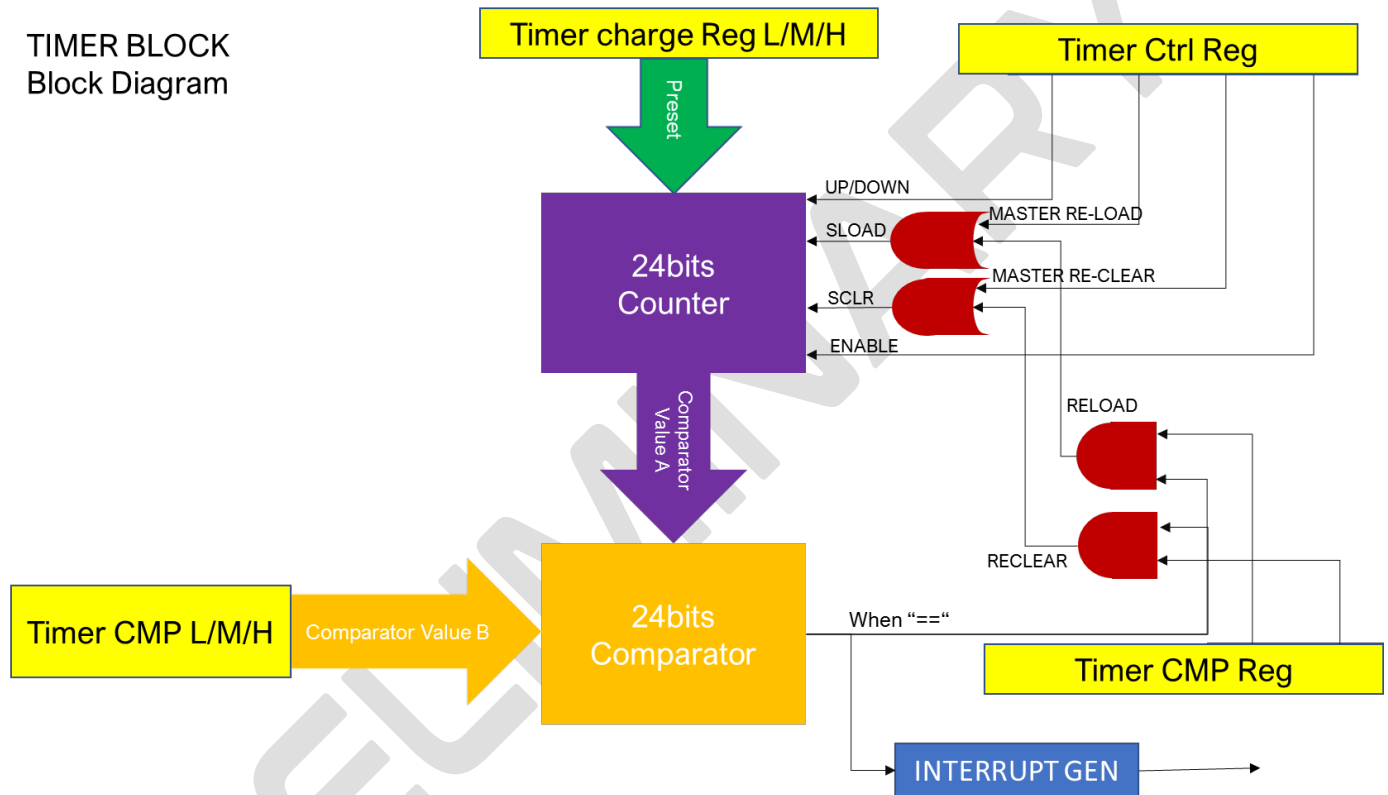 TIMER BLOCK
Block Diagram
Timer charge Reg L/M/H
Timer Ctrl Reg
Preset
UP/DOWN
MASTER RE-LOAD
SLOAD
24bits
Counter
MASTER RE-CLEAR
SCLR
ENABLE
Comparator
Value A
RELOAD
RECLEAR
Timer CMP L/M/H
Comparator Value B
24bits
Comparator
When “==“
Timer CMP Reg
INTERRUPT GEN